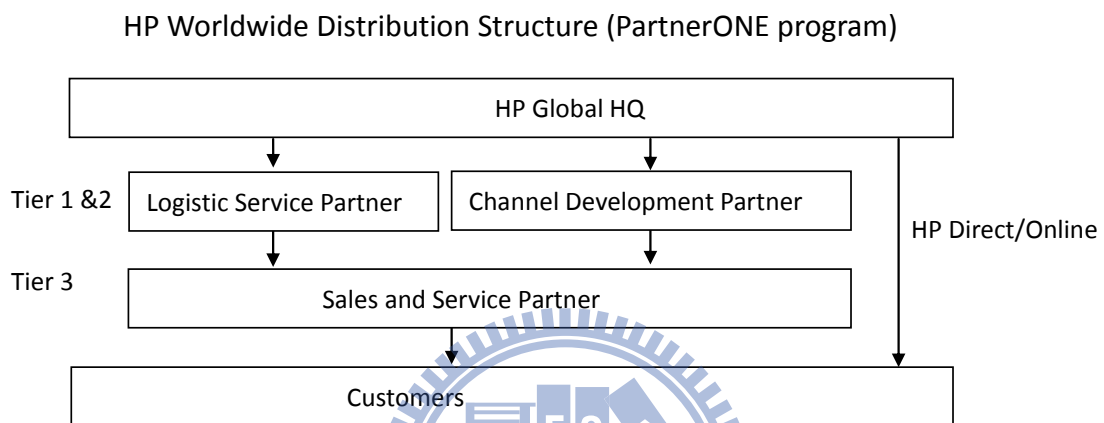 HP Worldwide Distribution Structure (PartnerONE program)
HP Global HQ
Tier 1 &2
Logistic Service Partner
Channel Development Partner
HP Direct/Online
Tier 3
Sales and Service Partner
Customers